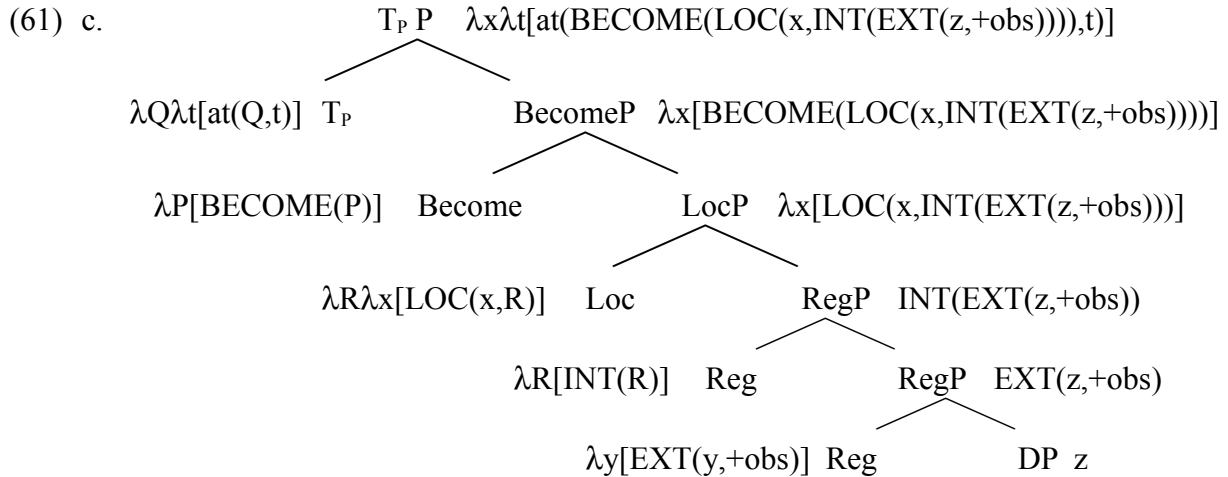 (61) c. T_P P λxλt[at(BECOME(LOC(x,INT(EXT(z,+obs)))),t)]
λQλt[at(Q,t)] T_P BecomeP λx[BECOME(LOC(x,INT(EXT(z,+obs))))]
λP[BECOME(P)] Become LocP λx[LOC(x,INT(EXT(z,+obs)))]
λRλx[LOC(x,R)] Loc RegP INT(EXT(z,+obs))
λR[INT(R)] Reg RegP EXT(z,+obs)
λy[EXT(y,+obs)] Reg DP z